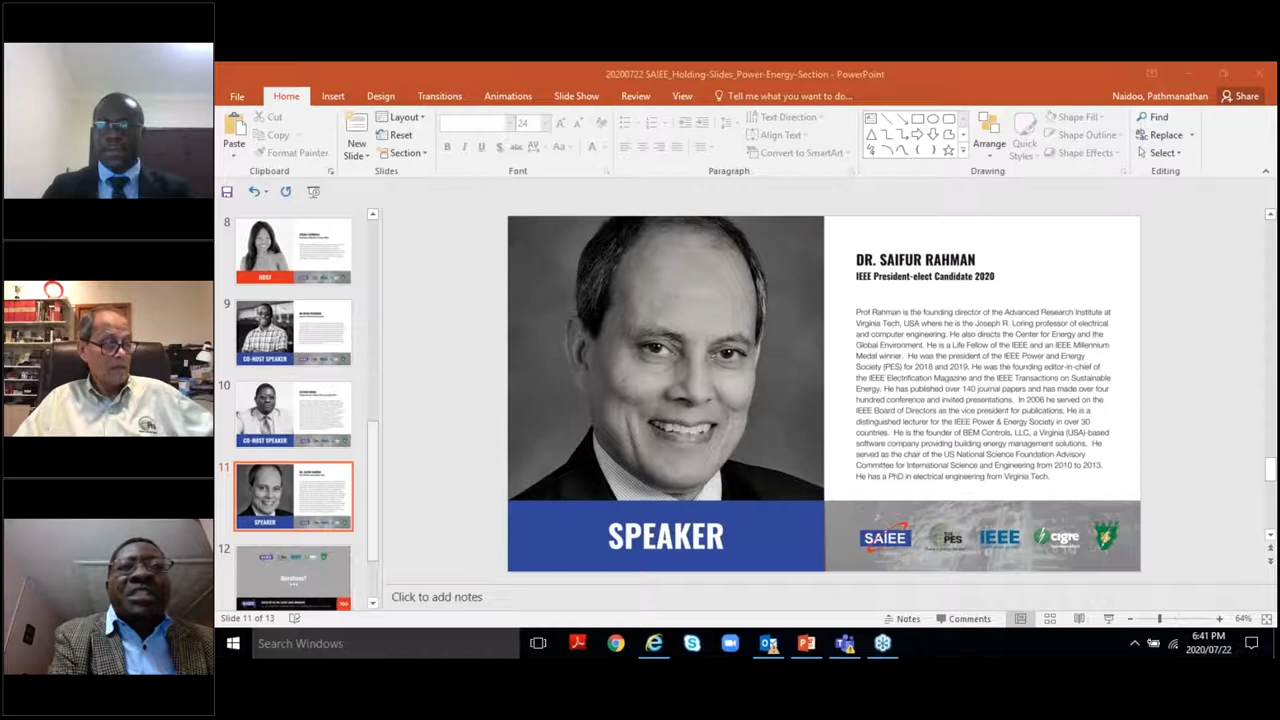 20200722 SAIEE_Holding-Slides_Power-Energy-Section - PowerPoint
File Home Insert Design Transitions Animations Slide Show Review View Tell me what you want to do... Naidoo, Pathmanathan Share
Paste
Cut
Copy
Format Painter
Clipboard
New Slide
Layout
Reset
Section
Slides
24
Font
Text Direction
Align Text
Convert to SmartArt
Paragraph
Arrange
Quick Styles
Shape Fill
Shape Outline
Shape Effects
Drawing
Find
Replace
Select
Editing
8
HOST
9
CO-HOST SPEAKER
10
CO-HOST SPEAKER
11
SPEAKER
12
Questions?
DR. SAIFUR RAHMAN
IEEE President-elect Candidate 2020
Prof Rahman is the founding director of the Advanced Research Institute at
Virginia Tech, USA where he is the Joseph R. Loring professor of electrical
and computer engineering. He also directs the Center for Energy and the
Global Environment. He is a Life Fellow of the IEEE and an IEEE Millennium
Medal winner. He was the president of the IEEE Power and Energy
Society (PES) for 2018 and 2019. He was the founding editor-in-chief of
the IEEE Electrification Magazine and the IEEE Transactions on Sustainable
Energy. He has published over 140 journal papers and has made over four
hundred conference and invited presentations. In 2006 he served on the
IEEE Board of Directors as the vice president for publications. He is a
distinguished lecturer for the IEEE Power & Energy Society in over 30
countries. He is the founder of BEM Controls, LLC, a Virginia (USA)-based
software company providing building energy management solutions. He
served as the chair of the US National Science Foundation Advisory
Committee for International Science and Engineering from 2010 to 2013.
He has a PhD in electrical engineering from Virginia Tech.
SPEAKER
SAIEE PES IEEE cigre
Click to add notes
Slide 11 of 13 Notes Comments 64%
Search Windows
6:41 PM
2020/07/22